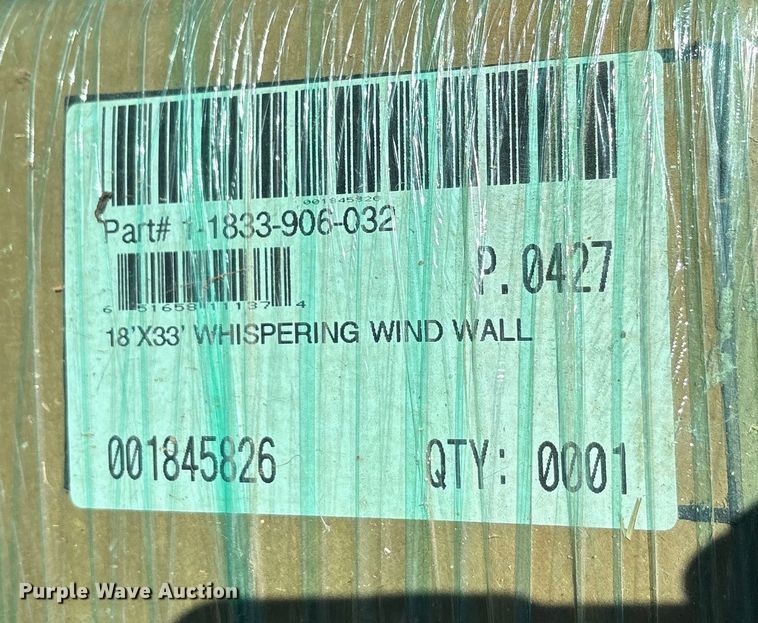 001845826
Part# 1-1833-906-032
P.0427
6 51658 11137 4
18'X33' WHISPERING WIND WALL
001845826
QTY: 0001
Purple Wave Auction